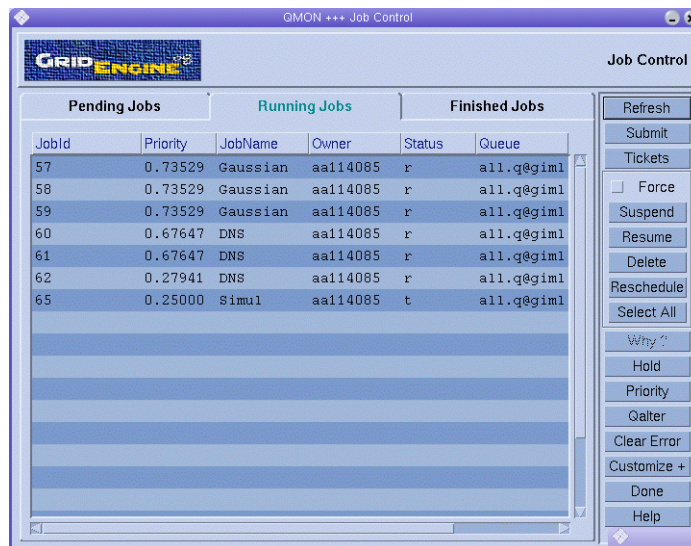 QMON +++ Job Control
GRID ENGINE
Job Control
Pending Jobs Running Jobs Finished Jobs
JobId Priority JobName Owner Status Queue
57 0.73529 Gaussian aa114085 r all.q@giml
58 0.73529 Gaussian aa114085 r all.q@giml
59 0.73529 Gaussian aa114085 r all.q@giml
60 0.67647 DNS aa114085 r all.q@giml
61 0.67647 DNS aa114085 r all.q@giml
62 0.27941 DNS aa114085 r all.q@giml
65 0.25000 Simul aa114085 t all.q@giml
Refresh
Submit
Tickets
Force
Suspend
Resume
Delete
Reschedule
Select All
Why ?
Hold
Priority
Qalter
Clear Error
Customize +
Done
Help